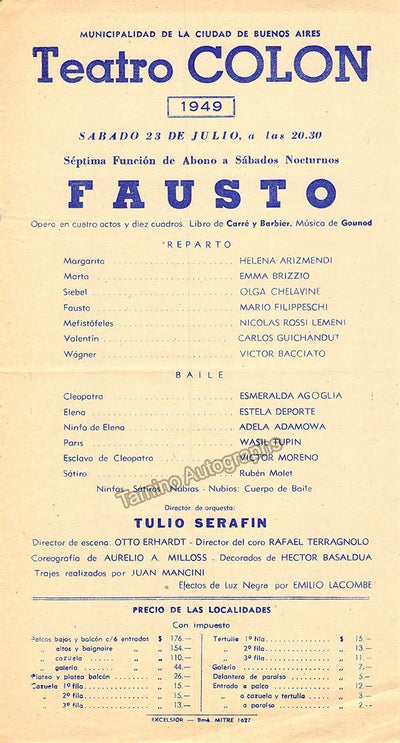 MUNICIPALIDAD DE LA CIUDAD DE BUENOS AIRES
Teatro COLON
1949
SABADO 23 DE JULIO, a las 20.30
Séptima Función de Abono a Sábados Nocturnos
FAUSTO
Opera en cuatro actos y diez cuadros. Libro de Carré y Barbier. Música de Gounod
REPARTO
Margarita HELENA ARIZMENDI
Marta EMMA BRIZZIO
Siebel OLGA CHELAVINE
Fausto MARIO FILIPPESCHI
Mefistófeles NICOLAS ROSSI LEMENI
Valentín CARLOS GUICHANDUT
Wágner VICTOR BACCIATO
BAILE
Cleopatra ESMERALDA AGOGLIA
Elena ESTELA DEPORTE
Ninfa de Elena ADELA ADAMOWA
Paris WASIL TUPIN
Esclavo de Cleopatra VICTOR MORENO
Sátiro Rubén Molet
Tamino Autographs
Ninfas - Sátiros - Nubias - Nubios: Cuerpo de Baile
Director de orquesta:
TULIO SERAFIN
Director de escena: OTTO ERHARDT - Director del coro RAFAEL TERRAGNOLO
Coreografía de AURELIO A. MILLOSS - Decorados de HECTOR BASALDUA
Trajes realizados por JUAN MANCINI
Efectos de Luz Negra por EMILIO LACOMBE
PRECIO DE LAS LOCALIDADES
Con impuesto
Palcos bajos y balcón c/6 entradas $ 176.—
„ altos y baignoire „ „ 154.—
„ cazuela „ „ 110.—
„ galería „ „ 44.—
Platea y platea balcón „ 26.—
Cazuela 1ª fila „ 15.—
„ 2ª fila „ 15.—
„ 3ª fila „ 13.—
Tertulia 1ª fila $ 15.—
„ 2ª fila „ 13.—
„ 3ª fila „ 11.—
Galería „ 7.—
Delantera de paraíso „ 5.—
Entrada a palco „ 12.—
„ a cazuela y tertulia „ 3.—
„ a paraíso „ 2.—
EXCELSIOR - Bmé. MITRE 1627